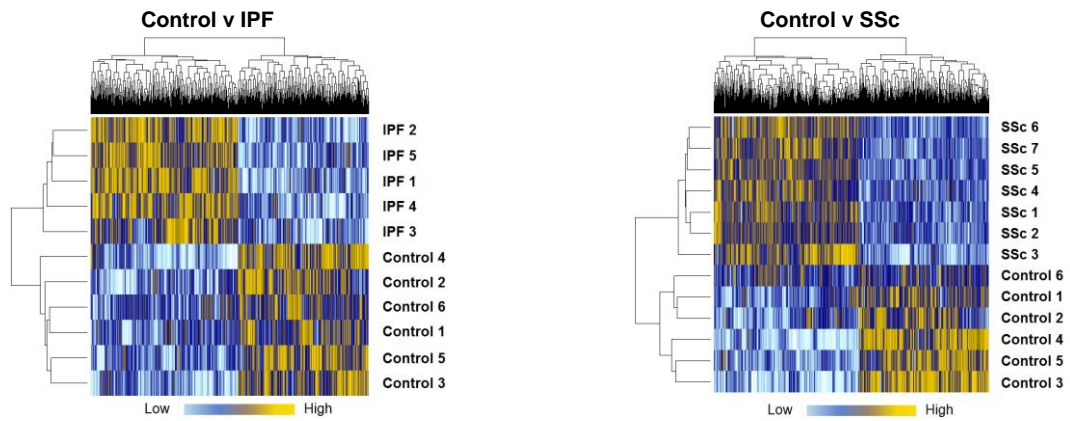 Control v IPF
IPF 2
IPF 5
IPF 1
IPF 4
IPF 3
Control 4
Control 2
Control 6
Control 1
Control 5
Control 3
Low High
Control v SSc
SSc 6
SSc 7
SSc 5
SSc 4
SSc 1
SSc 2
SSc 3
Control 6
Control 1
Control 2
Control 4
Control 5
Control 3
Low High